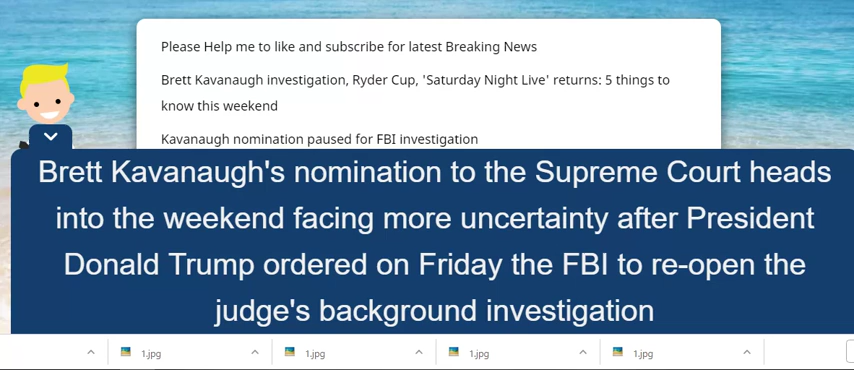 Please Help me to like and subscribe for latest Breaking News
Brett Kavanaugh investigation, Ryder Cup, 'Saturday Night Live' returns: 5 things to
know this weekend
Kavanaugh nomination paused for FBI investigation
Brett Kavanaugh's nomination to the Supreme Court heads
into the weekend facing more uncertainty after President
Donald Trump ordered on Friday the FBI to re-open the
judge's background investigation
1.jpg 1.jpg 1.jpg 1.jpg